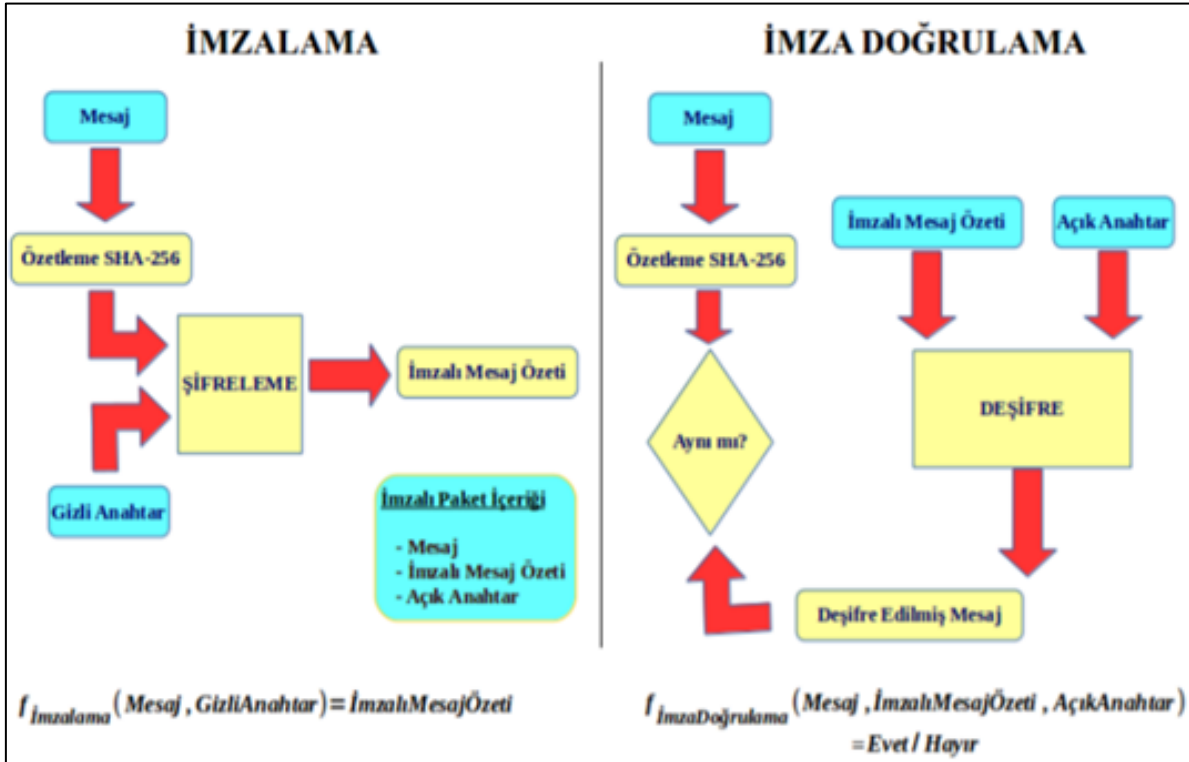 İMZALAMA
Mesaj
Özetleme SHA-256
ŞİFRELEME
İmzalı Mesaj Özeti
Gizli Anahtar
İmzalı Paket İçeriği
- Mesaj
- İmzalı Mesaj Özeti
- Açık Anahtar
f İmzalama (Mesaj , GizliAnahtar) = İmzalıMesajÖzeti
İMZA DOĞRULAMA
Mesaj
İmzalı Mesaj Özeti
Açık Anahtar
Özetleme SHA-256
Aynı mı?
DEŞİFRE
Deşifre Edilmiş Mesaj
f İmzaDoğrulama (Mesaj , İmzalıMesajÖzeti , AçıkAnahtar)
= Evet / Hayır